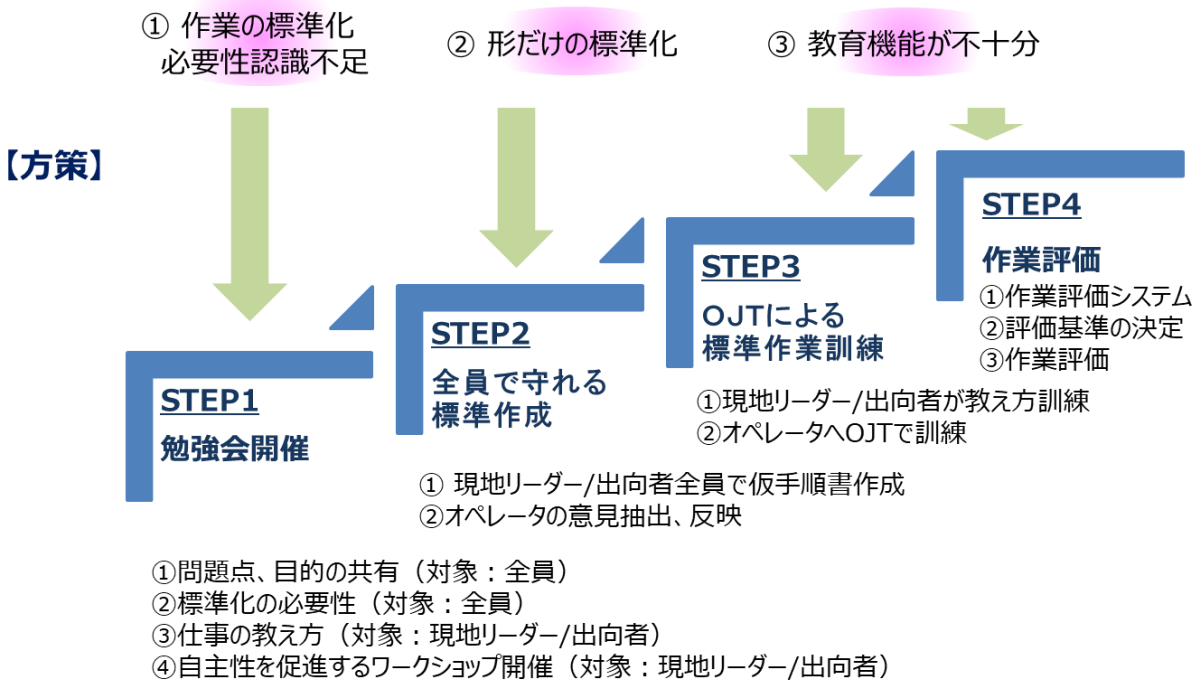 ① 作業の標準化
必要性認識不足
② 形だけの標準化
③ 教育機能が不十分
【方策】
STEP1
勉強会開催
①問題点、目的の共有（対象：全員）
②標準化の必要性（対象：全員）
③仕事の教え方（対象：現地リーダー/出向者）
④自主性を促進するワークショップ開催（対象：現地リーダー/出向者）
STEP2
全員で守れる
標準作成
① 現地リーダー/出向者全員で仮手順書作成
②オペレータの意見抽出、反映
STEP3
OJTによる
標準作業訓練
①現地リーダー/出向者が教え方訓練
②オペレータへOJTで訓練
STEP4
作業評価
①作業評価システム
②評価基準の決定
③作業評価